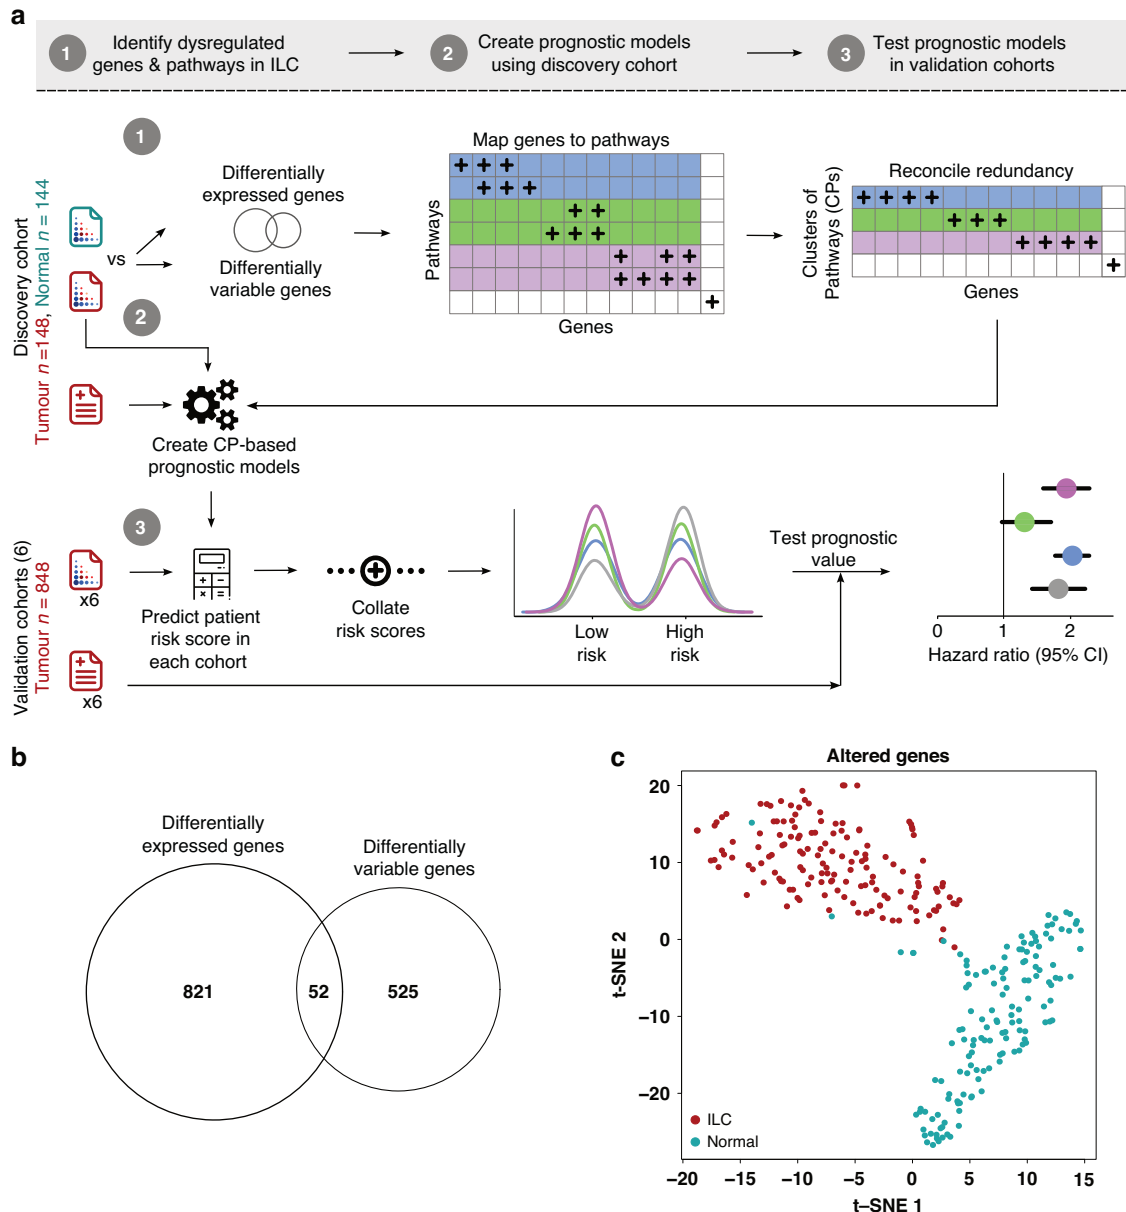 a
1 Identify dysregulated genes & pathways in ILC
2 Create prognostic models using discovery cohort
3 Test prognostic models in validation cohorts
1
Discovery cohort
Tumour n =148, Normal n = 144
vs
Differentially
expressed genes
Differentially
variable genes
Map genes to pathways
Pathways
Genes
Reconcile redundancy
Clusters of
Pathways (CPs)
Genes
2
Create CP-based
prognostic models
3
Validation cohorts (6)
Tumour n = 848
x6
x6
Predict patient
risk score in
each cohort
Collate
risk scores
Low
risk
High
risk
Test prognostic
value
0 1 2
Hazard ratio (95% CI)
b
Differentially
expressed genes
Differentially
variable genes
821 52 525
c
Altered genes
t-SNE 2
20
10
0
−10
−20
ILC
Normal
−20 −15 −10 −5 0 5 10 15
t–SNE 1